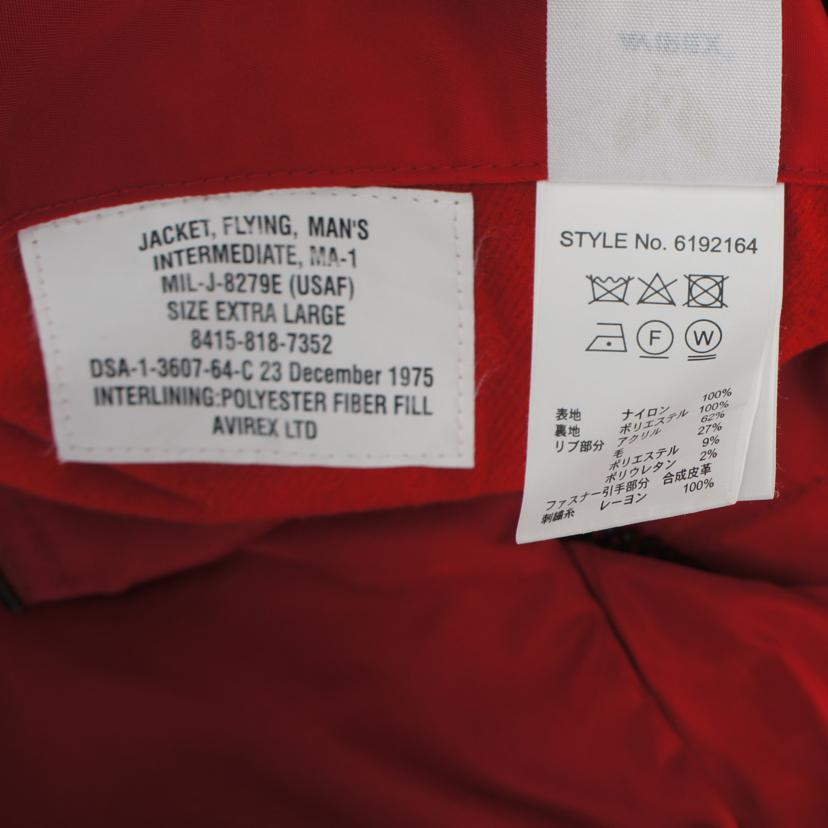 JACKET, FLYING, MAN'S
INTERMEDIATE, MA-1
MIL-J-8279E (USAF)
SIZE EXTRA LARGE
8415-818-7352
DSA-1-3607-64-C 23 December 1975
INTERLINING:POLYESTER FIBER FILL
AVIREX LTD
AVIREX
STYLE No. 6192164
F W
表地 ナイロン 100%
裏地 ポリエステル 100%
リブ部分 アクリル 62%
毛 27%
ポリエステル 9%
ポリウレタン 2%
ファスナー引手部分 合成皮革
刺繍糸 レーヨン 100%